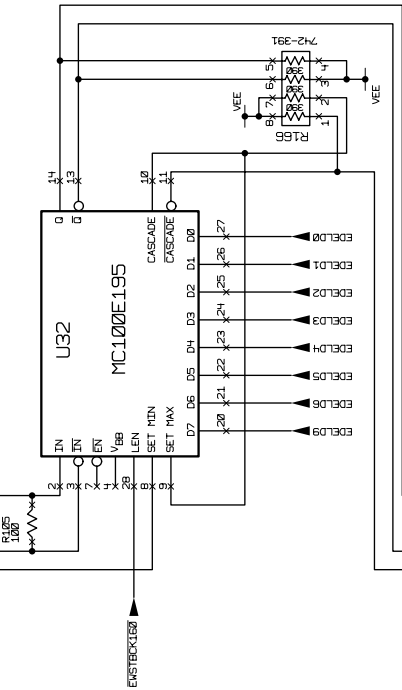 742-391
5
4
6
390
3
7
390
2
8
1
VEE
VEE
R166
14
13
10
11
Q
Q
CASCADE
CASCADE
U32
MC100E195
D0
27
EDELD0
D1
26
EDELD1
D2
25
EDELD2
D3
24
EDELD3
D4
23
EDELD4
D5
22
EDELD5
D6
21
EDELD6
D7
20
EDELD9
IN
IN
EN
VBB
LEN
SET MIN
SET MAX
2
3
7
4
28
8
9
R105
100
EWSTBCK160